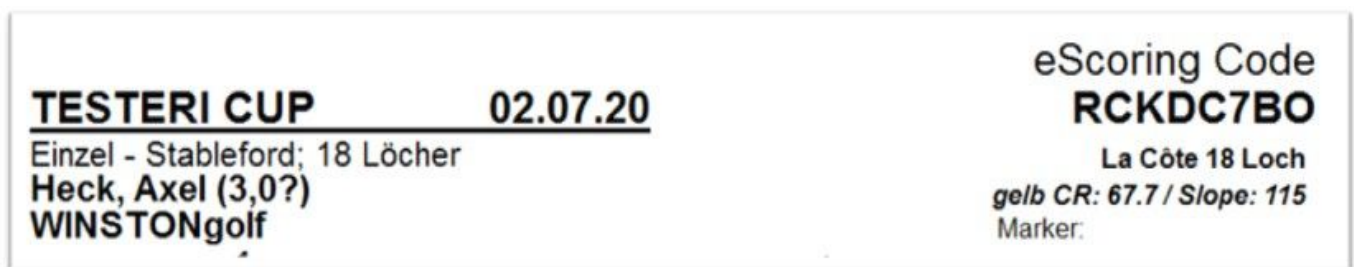 TESTERI CUP 02.07.20
Einzel - Stableford; 18 Löcher
Heck, Axel (3,0?)
WINSTONgolf
eScoring Code
RCKDC7BO
La Côte 18 Loch
gelb CR: 67.7 / Slope: 115
Marker: